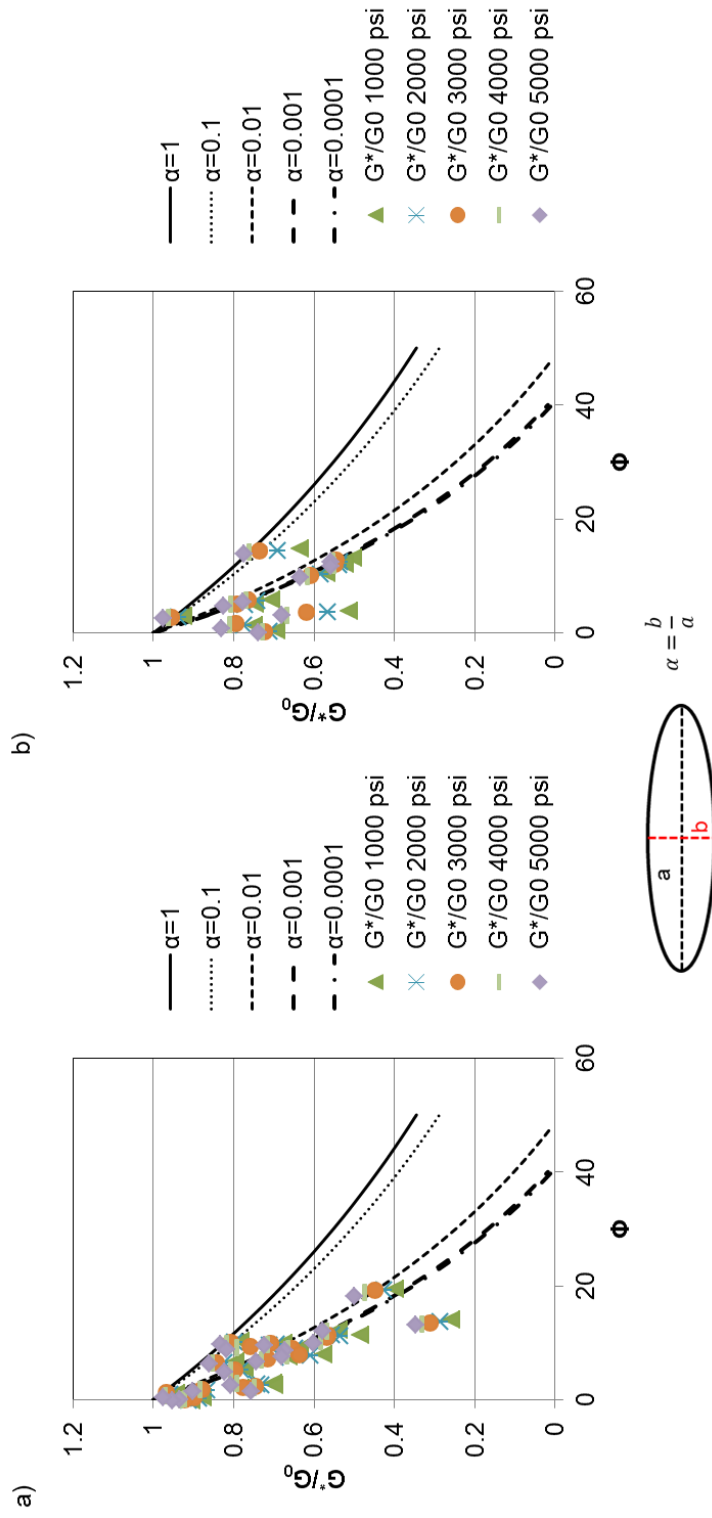 a)
1.2
1
0.8
0.6
0.4
0.2
0
0
20
40
60
G*/G₀
Φ
α=1
α=0.1
α=0.01
α=0.001
α=0.0001
G*/G0 1000 psi
G*/G0 2000 psi
G*/G0 3000 psi
G*/G0 4000 psi
G*/G0 5000 psi
b)
1.2
1
0.8
0.6
0.4
0.2
0
0
20
40
60
G*/G₀
Φ
α=1
α=0.1
α=0.01
α=0.001
α=0.0001
G*/G0 1000 psi
G*/G0 2000 psi
G*/G0 3000 psi
G*/G0 4000 psi
G*/G0 5000 psi
a
b
α = b/a